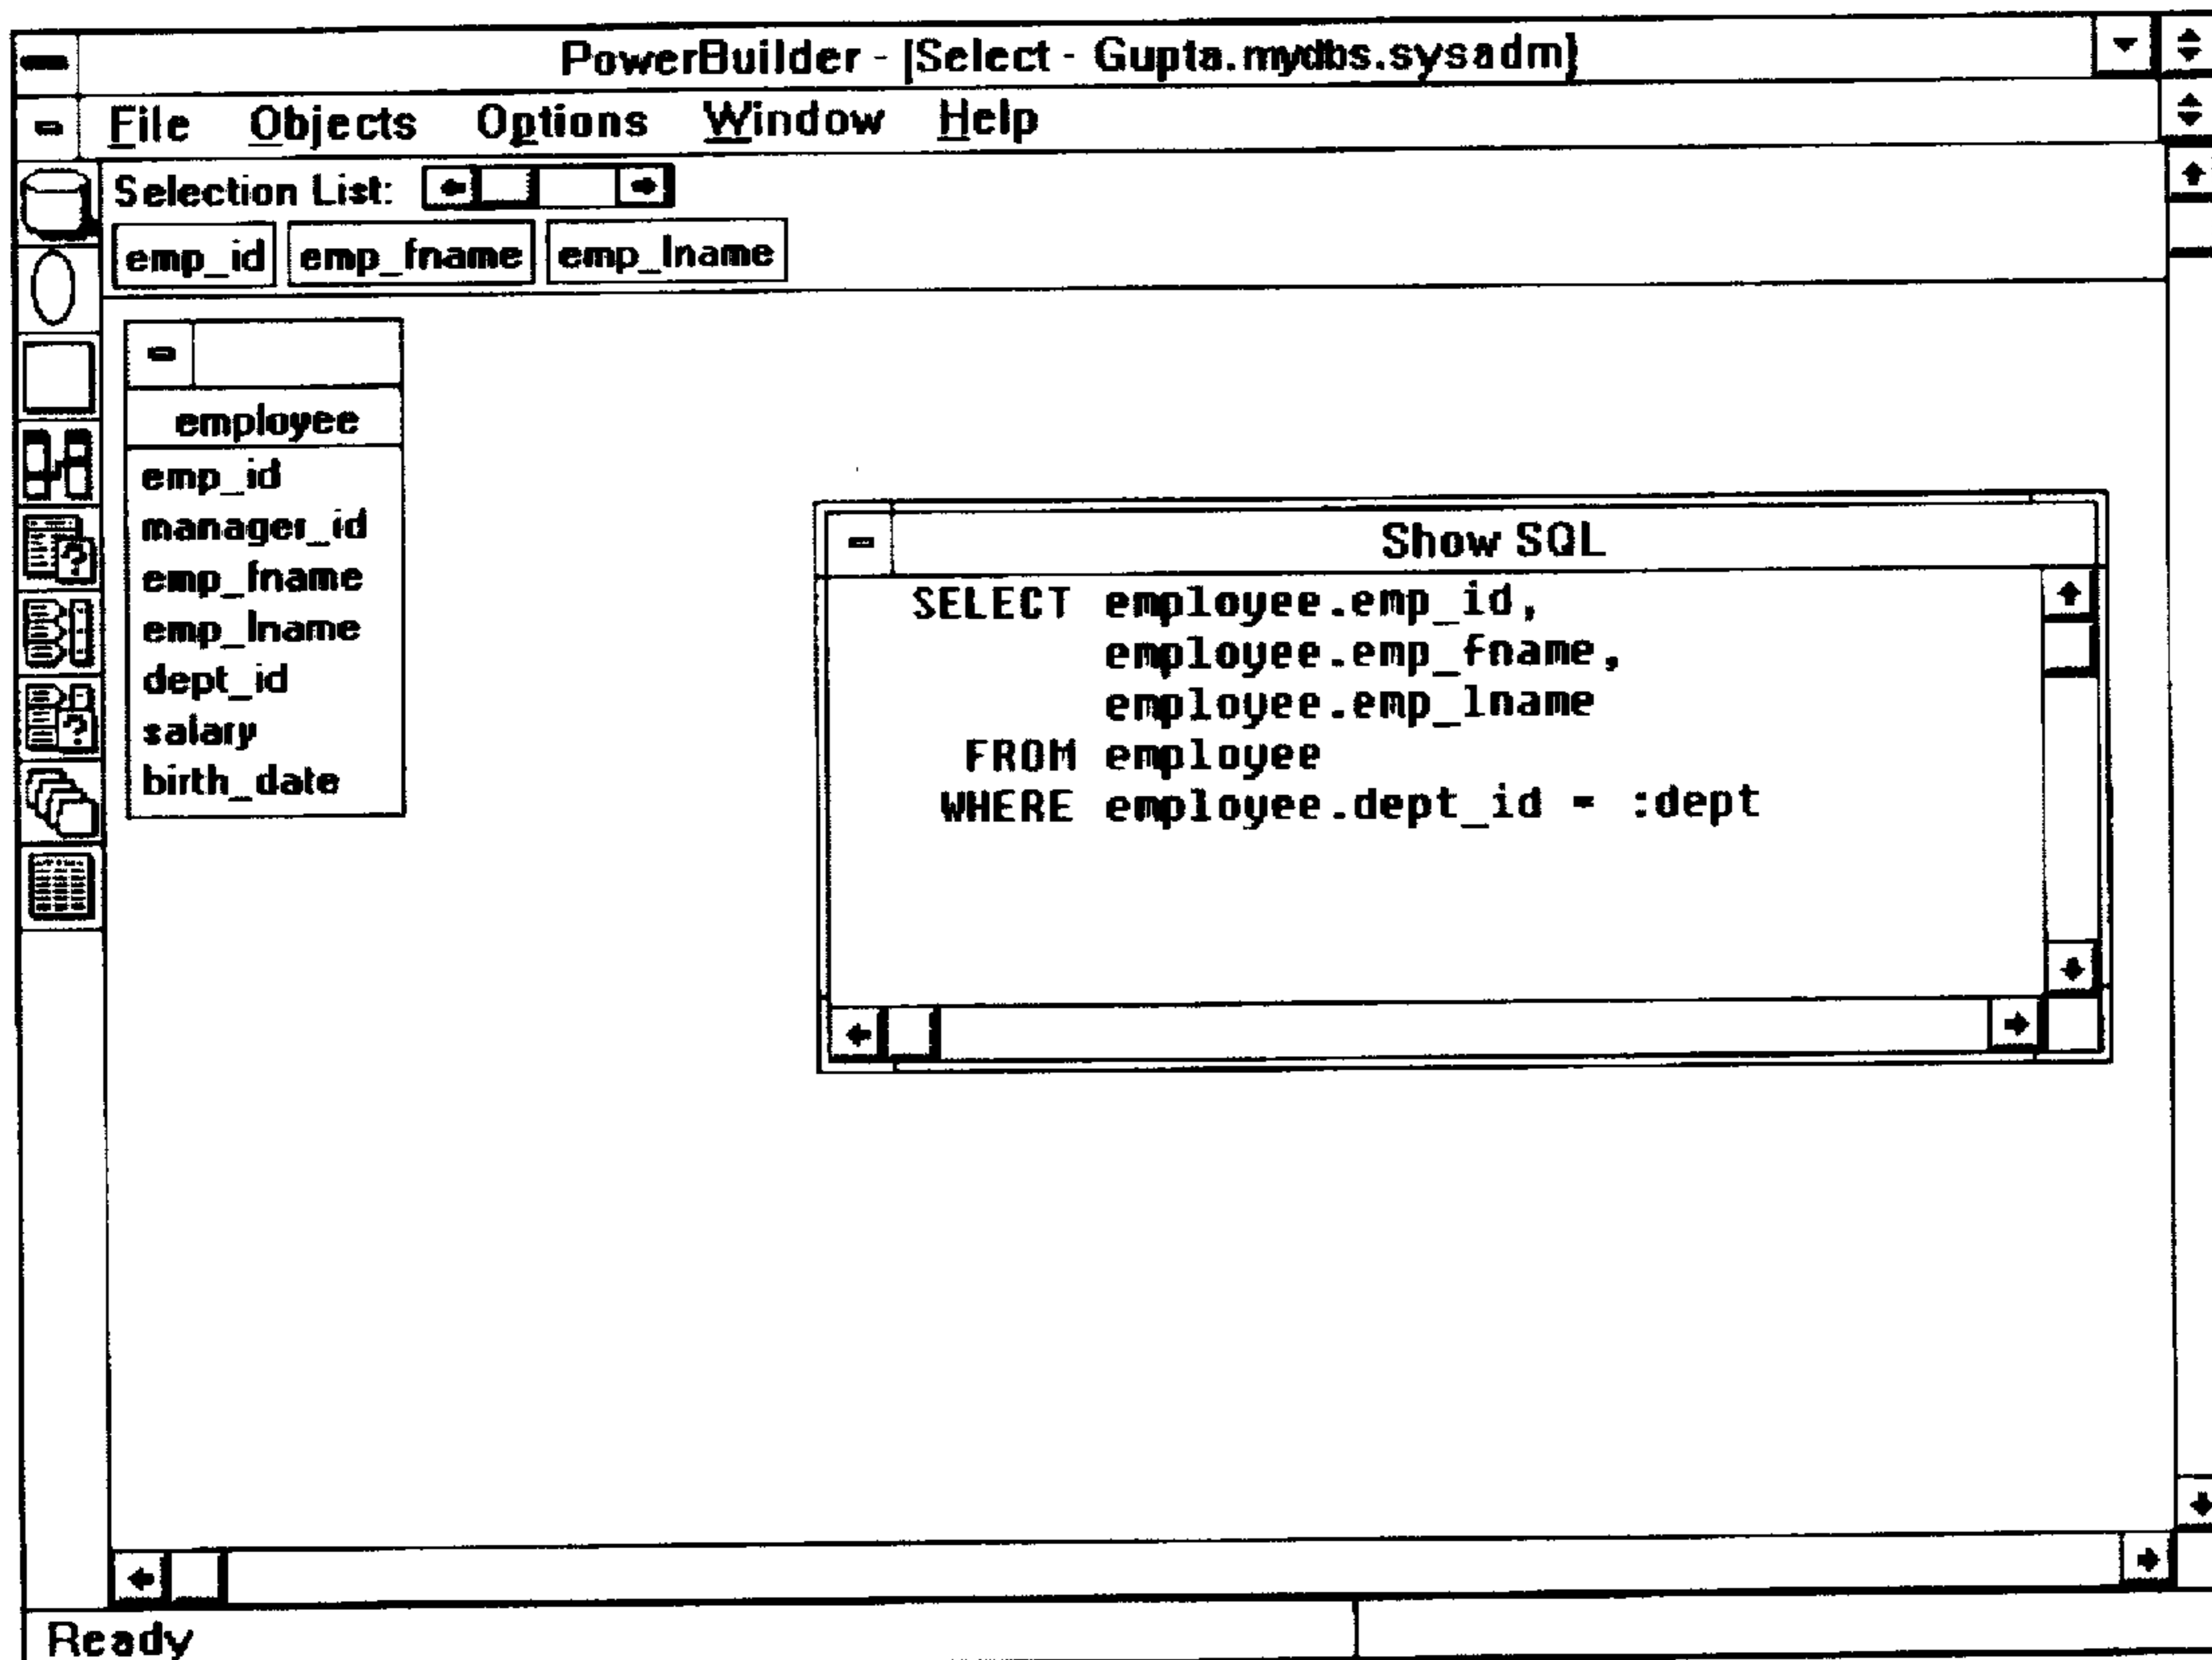 PowerBuilder - [Select - Gupta.mydbs.sysadm]
File Objects Options Window Help
Selection List:
emp_id emp_fname emp_lname
employee
emp_id
manager_id
emp_fname
emp_lname
dept_id
salary
birth_date
Show SQL
SELECT employee.emp_id,
employee.emp_fname,
employee.emp_lname
FROM employee
WHERE employee.dept_id = :dept
Ready